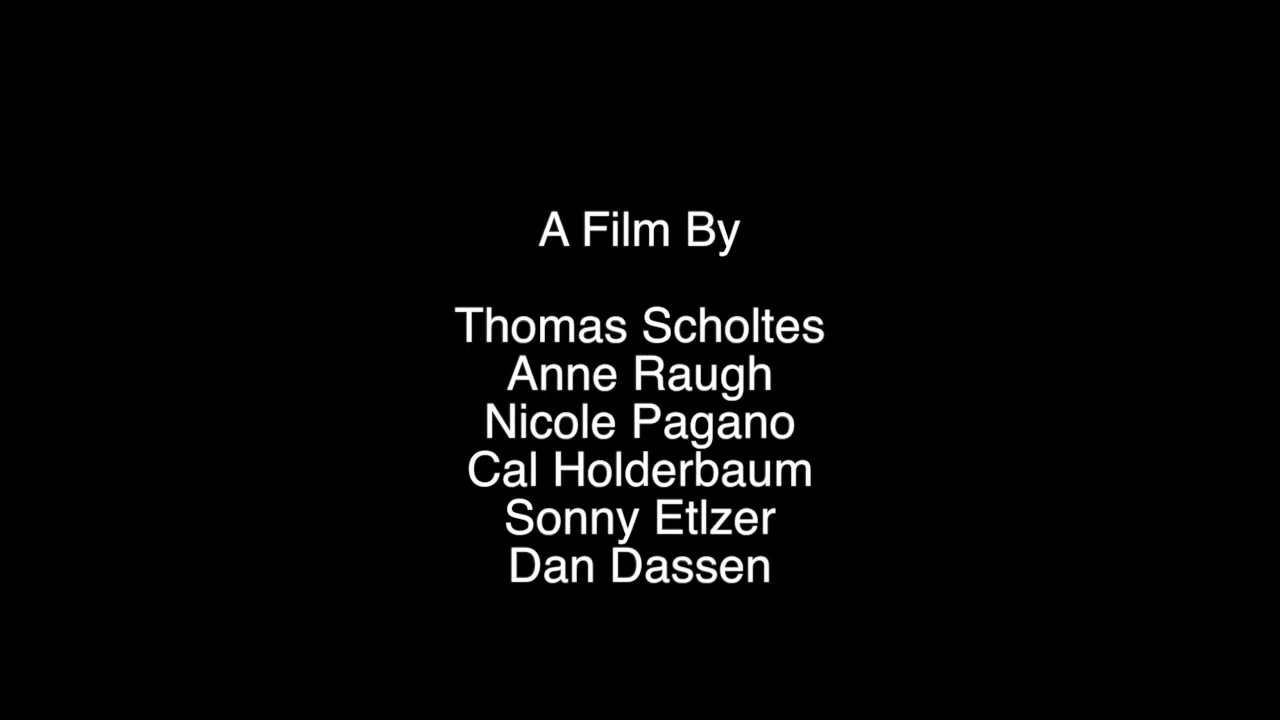 A Film By
Thomas Scholtes
Anne Raugh
Nicole Pagano
Cal Holderbaum
Sonny Etlzer
Dan Dassen